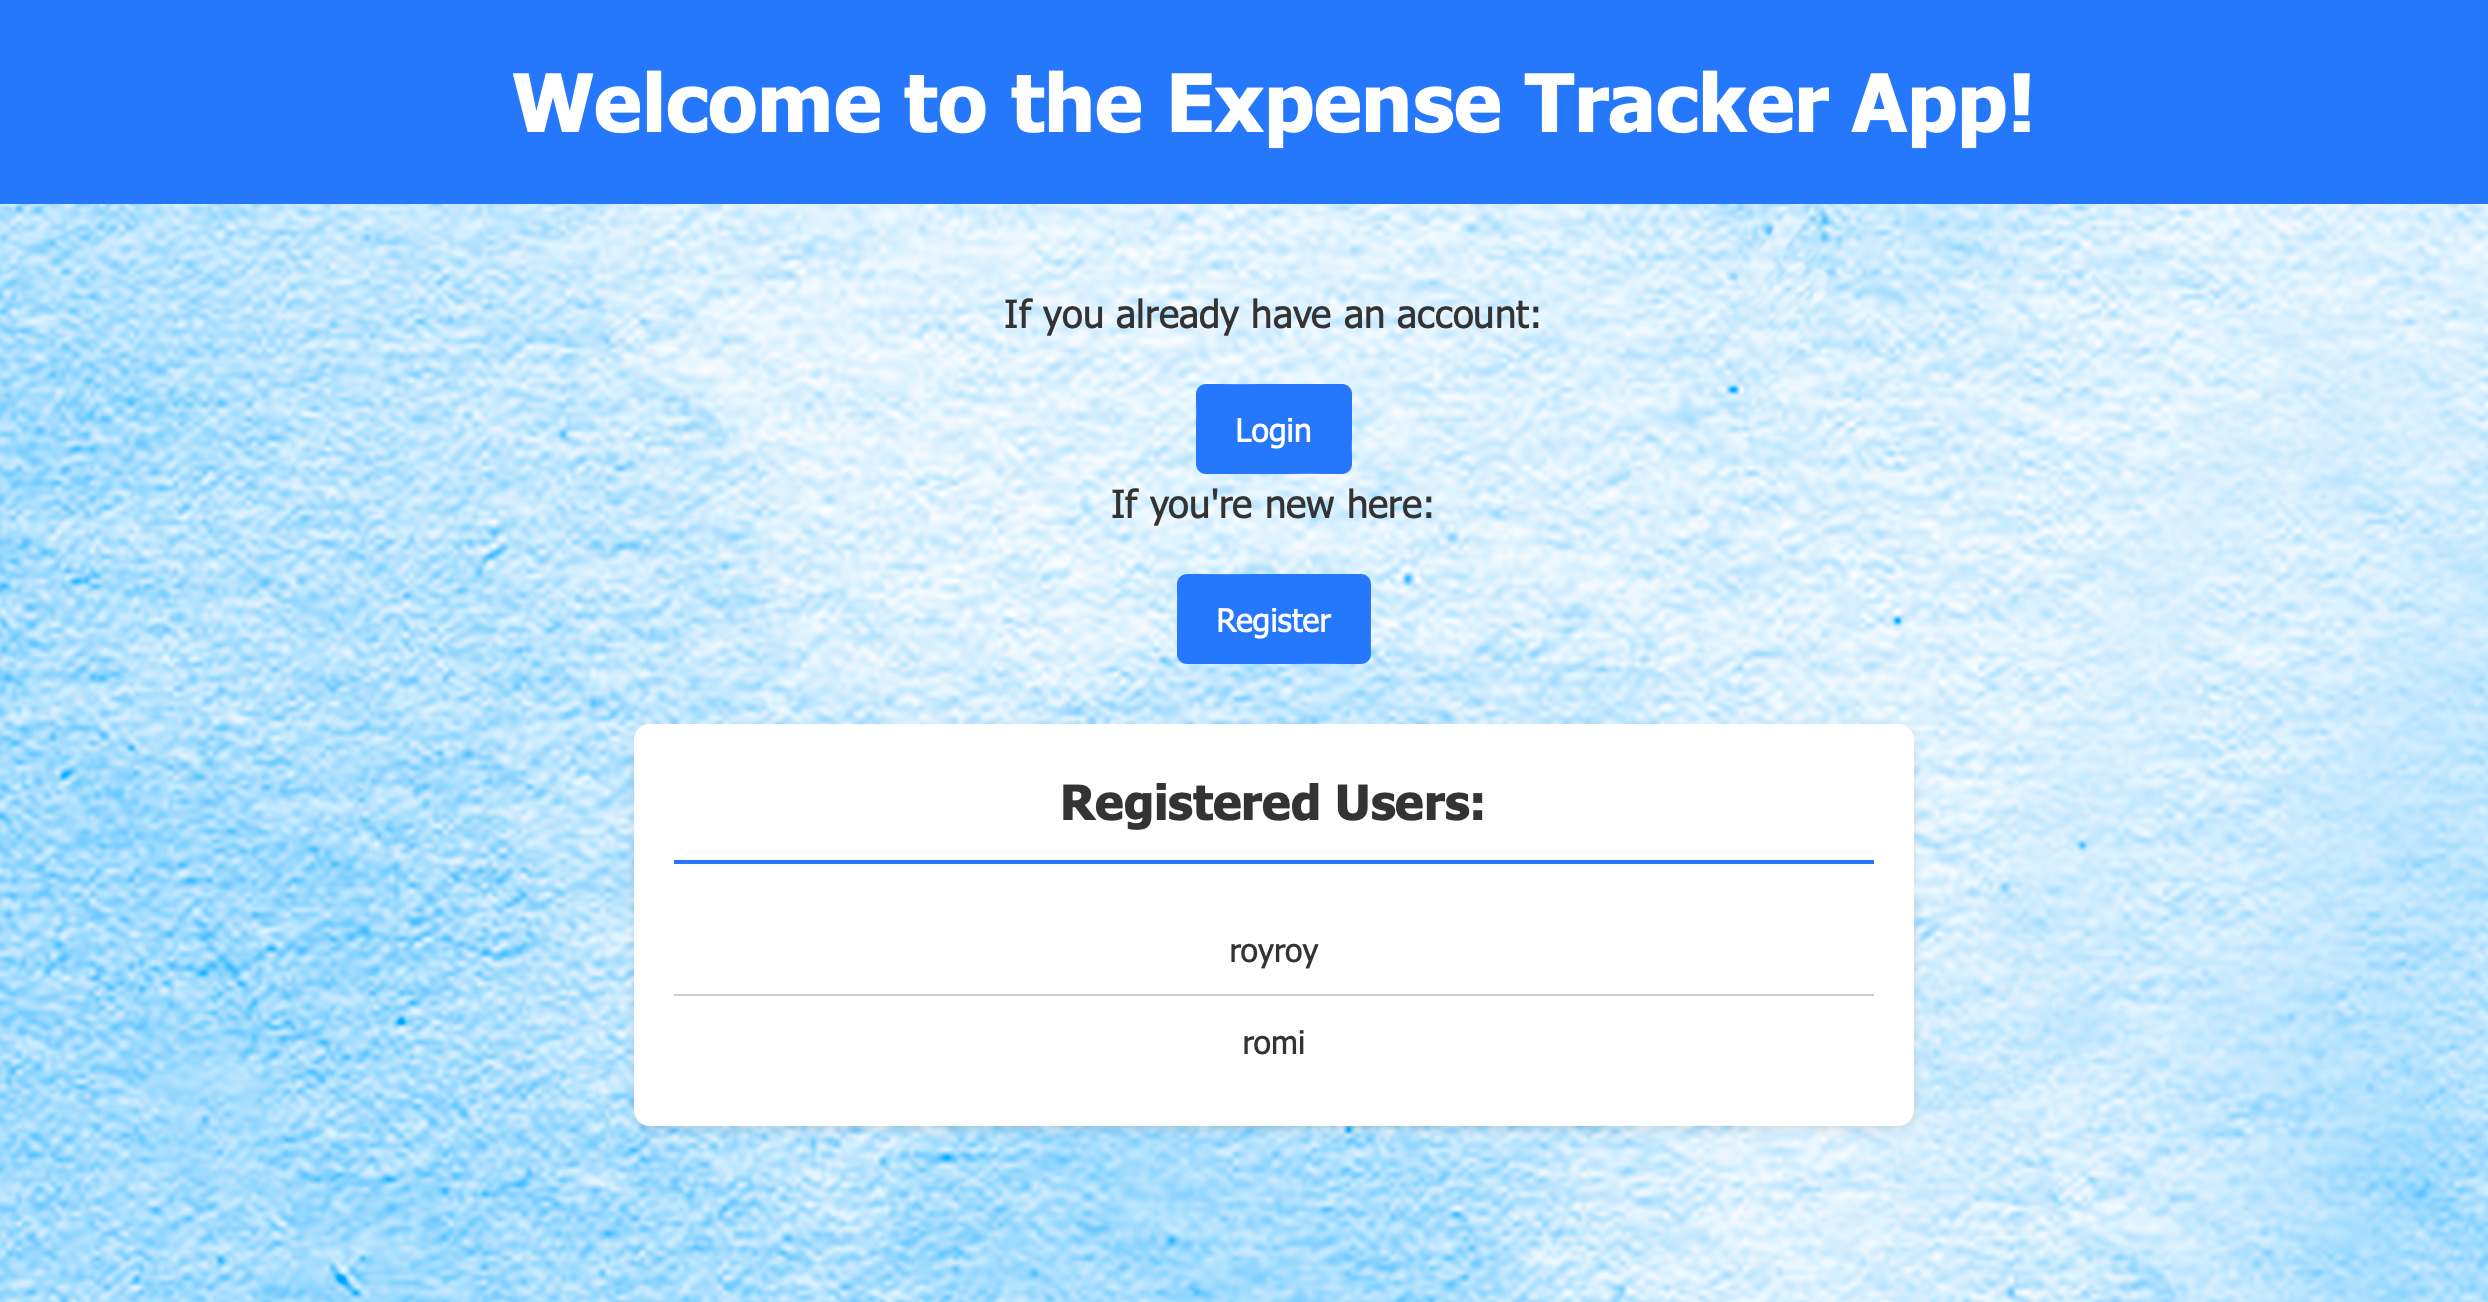 Welcome to the Expense Tracker App!
If you already have an account:
Login
If you're new here:
Register
Registered Users:
royroy
romi